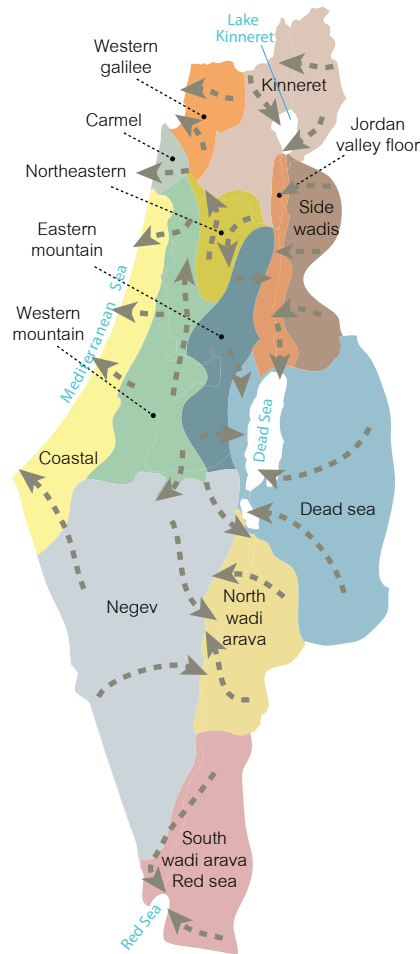 Lake
Kinneret
Western
galilee
Kinneret
Carmel
Jordan
valley floor
Northeastern
Side
wadis
Eastern
mountain
Western
mountain
Mediterranean Sea
Dead Sea
Coastal
Dead sea
Negev
North
wadi
arava
South
wadi arava
Red sea
Red Sea